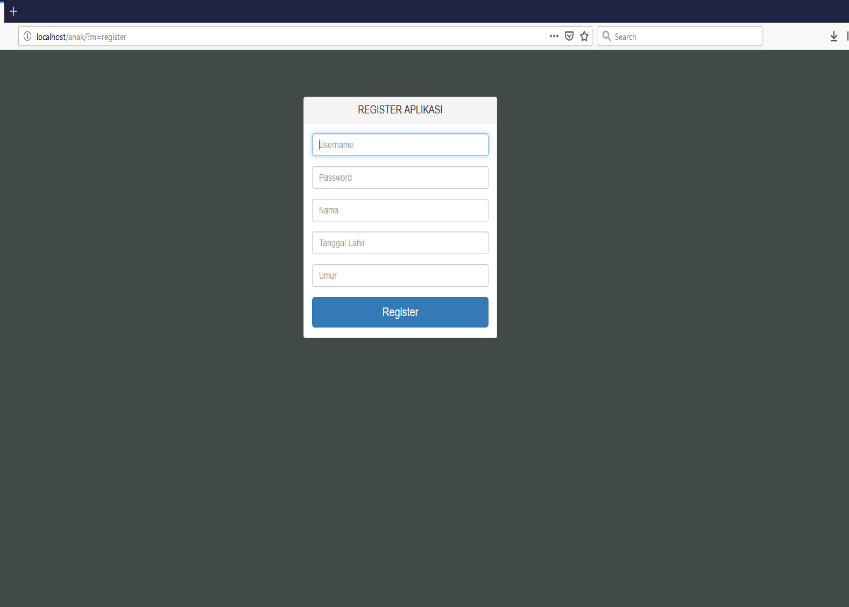 localhost/anak/?m=register
Search
REGISTER APLIKASI
Username
Password
Nama
Tanggal Lahir
Umur
Register